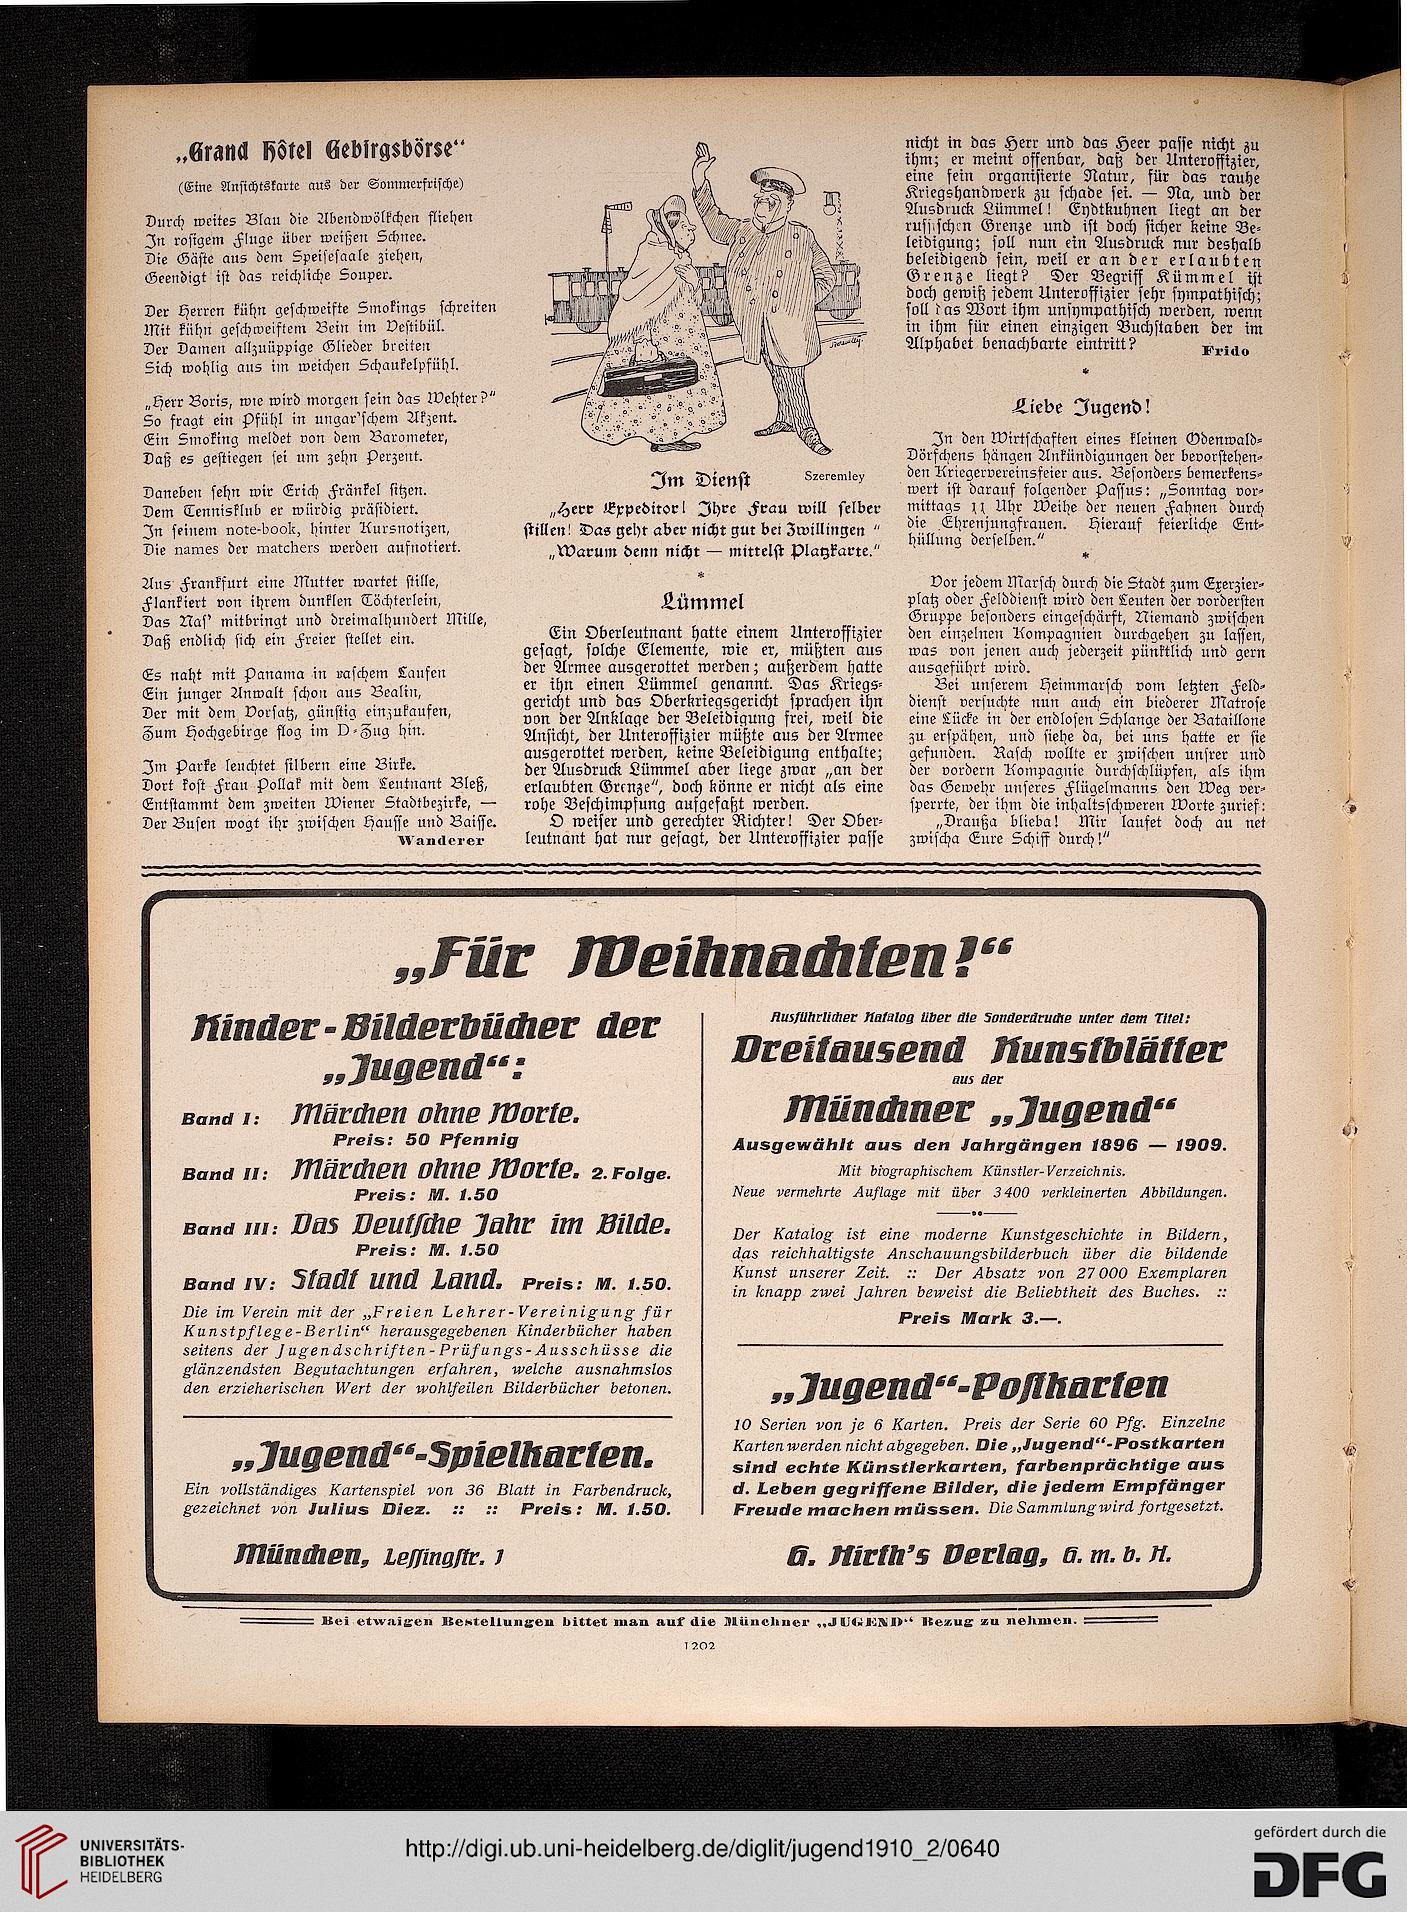 „Grand Hôtel Gebirgsbörse“
(Eine Ansichtskarte aus der Sommerfrische)
Durch weites Blau die Abendwölkchen fliehen
In rosigem Fluge über weißen Schnee.
Die Gäste aus dem Speisesaale ziehen,
Geendigt ist das reichliche Souper.
Der Herren kühn geschweifte Smokings schreiten
Mit kühn geschweiftem Bein im Vestibül.
Der Damen allzuüppige Glieder breiten
Sich wohlig aus im weichen Schaukelpfühl.
„Herr Boris, wie wird morgen sein das Wehter?“
So fragt ein Pfühl in ungar'schem Akzent.
Ein Smoking meldet von dem Barometer,
Daß es gestiegen sei um zehn Perzent.
Daneben sehn wir Erich Fränkel sitzen.
Dem Tennisklub er würdig präsidiert.
In seinem note-book, hinter Kursnotizen,
Die names der matchers werden aufnotiert.
Aus Frankfurt eine Mutter wartet stille,
Flankiert von ihrem dunklen Töchterlein,
Das Nas' mitbringt und dreimalhundert Mille,
Daß endlich sich ein Freier stellet ein.
Es naht mit Panama in raschem Laufen
Ein junger Anwalt schon aus Bealin,
Der mit dem Vorsatz, günstig einzukaufen,
Zum Hochgebirge flog im D-Zug hin.
Im Parke leuchtet silbern eine Birke.
Dort kost Frau Pollak mit dem Leutnant Bleß,
Entstammt dem zweiten Wiener Stadtbezirke, —
Der Busen wogt ihr zwischen Hausse und Baisse.
Wanderer
Im Dienst
Szeremley
„Herr Expeditor! Ihre Frau will selber
stillen! Das geht aber nicht gut bei Zwillingen “
„Warum denn nicht — mittelst Platzkarte.“
*
Lümmel
Ein Oberleutnant hatte einem Unteroffizier
gesagt, solche Elemente, wie er, müßten aus
der Armee ausgerottet werden; außerdem hatte
er ihn einen Lümmel genannt. Das Kriegs-
gericht und das Oberkriegsgericht sprachen ihn
von der Anklage der Beleidigung frei, weil die
Ansicht, der Unteroffizier müßte aus der Armee
ausgerottet werden, keine Beleidigung enthalte;
der Ausdruck Lümmel aber liege zwar „an der
erlaubten Grenze“, doch könne er nicht als eine
rohe Beschimpfung aufgefaßt werden.
O weiser und gerechter Richter! Der Ober-
leutnant hat nur gesagt, der Unteroffizier passe
nicht in das Herr und das Heer passe nicht zu
ihm; er meint offenbar, daß der Unteroffizier,
eine fein organisierte Natur, für das rauhe
Kriegshandwerk zu schade sei. — Na, und der
Ausdruck Lümmel! Eydtkuhnen liegt an der
russischen Grenze und ist doch sicher keine Be-
leidigung; soll nun ein Ausdruck nur deshalb
beleidigend sein, weil er an der erlaubten
Grenze liegt? Der Begriff Kümmel ist
doch gewiß jedem Unteroffizier sehr sympathisch;
soll das Wort ihm unsympathisch werden, wenn
in ihm für einen einzigen Buchstaben der im
Alphabet benachbarte eintritt?
Frido
*
Liebe Jugend!
In den Wirtschaften eines kleinen Odenwald-
Dörfchens hängen Ankündigungen der bevorstehen-
den Kriegervereinsfeier aus. Besonders bemerkens-
wert ist darauf folgender Passus: „Sonntag vor-
mittags 11 Uhr Weihe der neuen Fahnen durch
die Ehrenjungfrauen. Hierauf feierliche Ent-
hüllung derselben.“
*
Vor jedem Marsch durch die Stadt zum Exerzier-
platz oder Felddienst wird den Leuten der vordersten
Gruppe besonders eingeschärft, Niemand zwischen
den einzelnen Kompagnien durchgehen zu lassen,
was von jenen auch jederzeit pünktlich und gern
ausgeführt wird.
Bei unserem Heimmarsch vom letzten Feld-
dienst versuchte nun auch ein biederer Matrose
eine Lücke in der endlosen Schlange der Bataillone
zu erspähen, und siehe da, bei uns hatte er sie
gefunden. Rasch wollte er zwischen unsrer und
der vordern Kompagnie durchschlüpfen, als ihm
das Gewehr unseres Flügelmanns den Weg ver-
sperrte, der ihm die inhaltsschweren Worte zurief:
„Draußa blieba! Mir laufet doch au net
zwischa Eure Schiff durch!“
„Für Weihnachten!“
Kinder-Bilderbücher der
„Jugend“:
Band I: Märchen ohne Worte.
Preis: 50 Pfennig
Band II: Märchen ohne Worte. 2. Folge.
Preis: M. 1.50
Band III: Das Deutsche Jahr im Bilde.
Preis: M. 1.50
Band IV: Stadt und Land. Preis: M. 1.50.
Die im Verein mit der „Freien Lehrer-Vereinigung für
Kunstpflege-Berlin“ herausgegebenen Kinderbücher haben
seitens der Jugendschriften-Prüfungs-Ausschüsse die
glänzendsten Begutachtungen erfahren, welche ausnahmslos
den erzieherischen Wert der wohlfeilen Bilderbücher betonen.
„Jugend“-Spielkarten.
Ein vollständiges Kartenspiel von 36 Blatt in Farbendruck,
gezeichnet von Julius Diez. :: :: Preis: M. 1.50.
Ausführlicher Katalog über die Sonderdrucke unter dem Titel:
Dreitausend Kunstblätter
aus der
Münchner „Jugend“
Ausgewählt aus den Jahrgängen 1896 — 1909.
Mit biographischem Künstler-Verzeichnis.
Neue vermehrte Auflage mit über 3400 verkleinerten Abbildungen.
Der Katalog ist eine moderne Kunstgeschichte in Bildern,
das reichhaltigste Anschauungsbilderbuch über die bildende
Kunst unserer Zeit. :: Der Absatz von 27000 Exemplaren
in knapp zwei Jahren beweist die Beliebtheit des Buches. ::
Preis Mark 3.—.
„Jugend“-Postkarten
10 Serien von je 6 Karten. Preis der Serie 60 Pfg. Einzelne
Karten werden nicht abgegeben. Die „Jugend“-Postkarten
sind echte Künstlerkarten, farbenprächtige aus
d. Leben gegriffene Bilder, die jedem Empfänger
Freude machen müssen. Die Sammlung wird fortgesetzt.
München, Lessingstr. 1
G. Hirth's Verlag, G. m. b. H.
Bei etwaigen Bestellungen bittet man auf die Münchner „JUGEND“ Bezug zu nehmen.
1202
UNIVERSITÄTS-
BIBLIOTHEK
HEIDELBERG
http://digi.ub.uni-heidelberg.de/diglit/jugend1910_2/0640
gefördert durch die
DFG